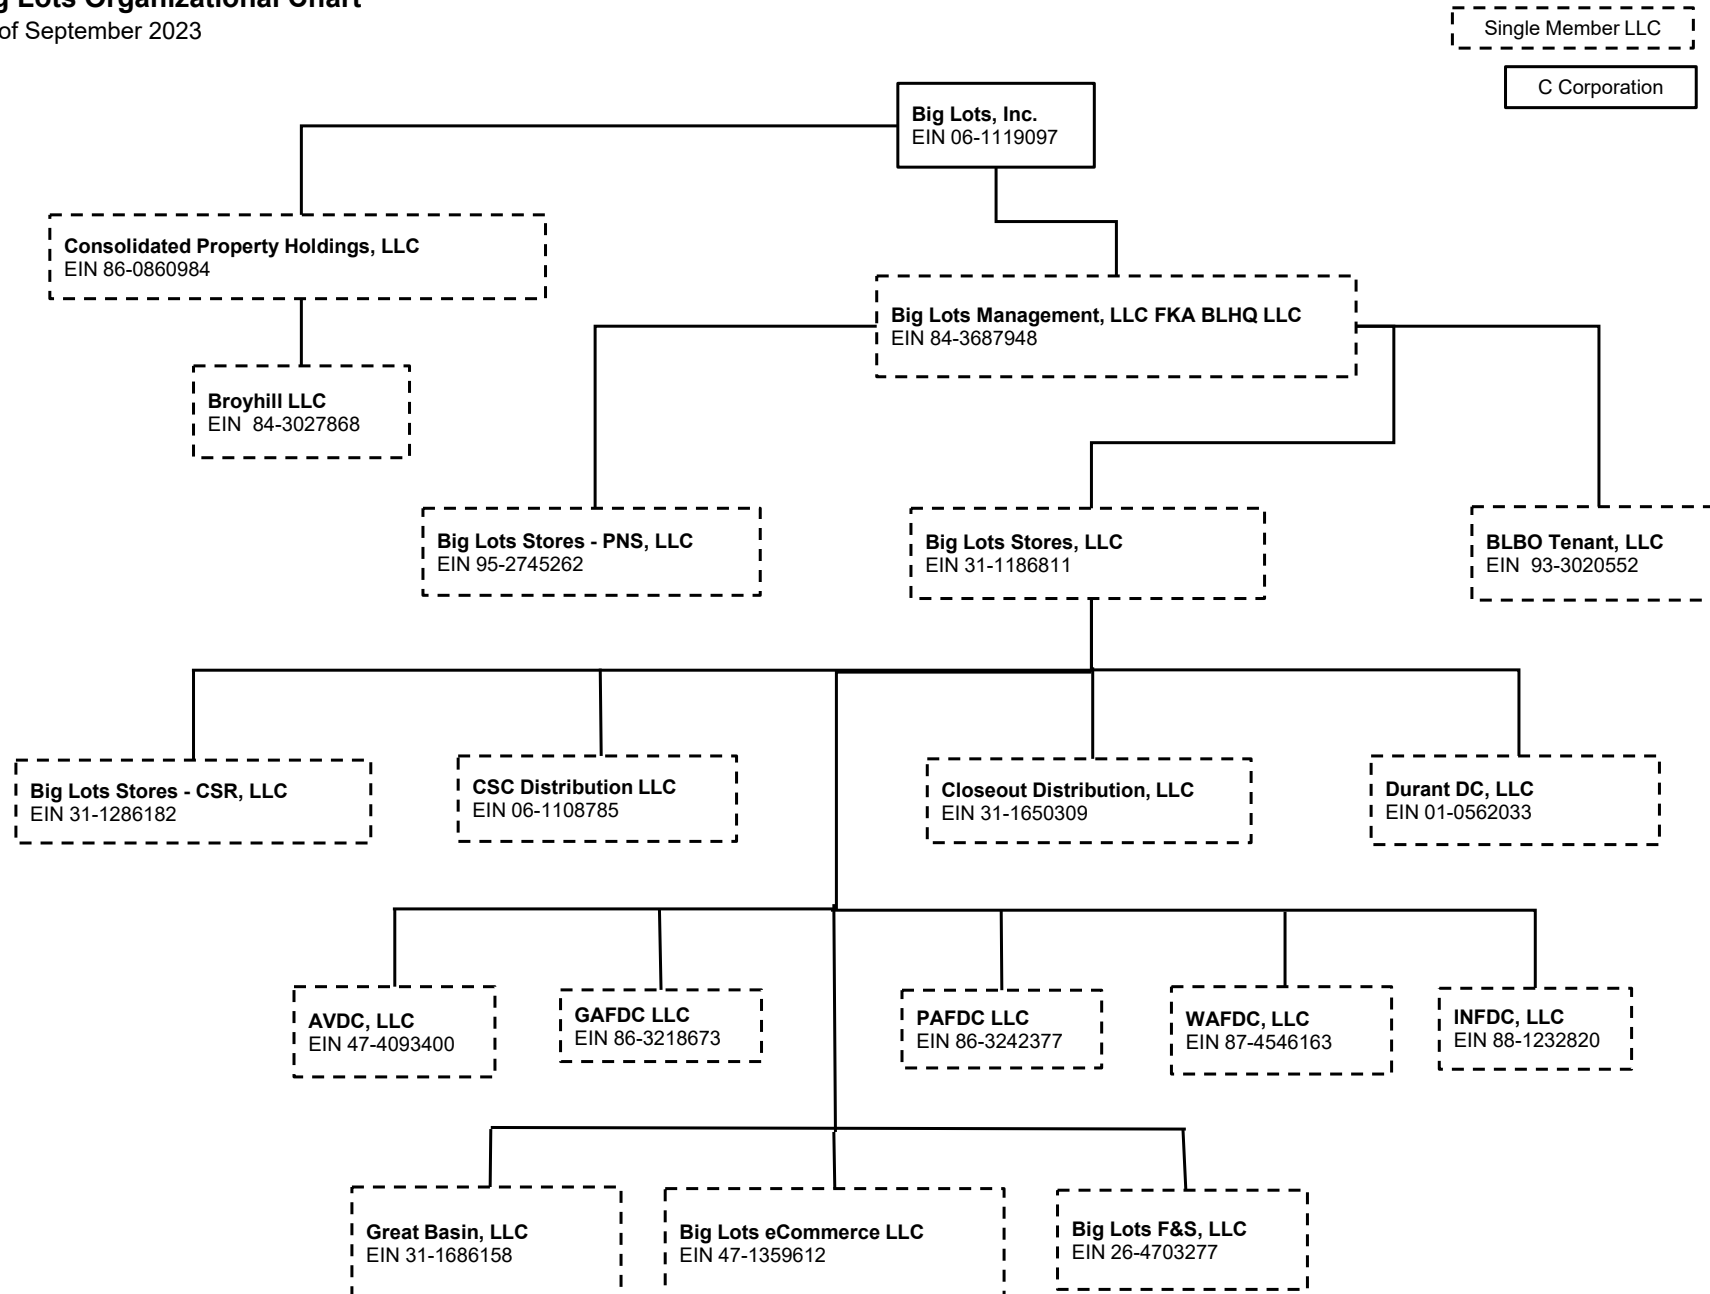 Lots Organizational Chart
of September 2023
Single Member LLC
C Corporation
Big Lots, Inc.
EIN 06-1119097
Consolidated Property Holdings, LLC
EIN 86-0860984
Big Lots Management, LLC FKA BLHQ LLC
EIN 84-3687948
Broyhill LLC
EIN  84-3027868
Big Lots Stores - PNS, LLC
EIN 95-2745262
Big Lots Stores, LLC
EIN 31-1186811
BLBO Tenant, LLC
EIN  93-3020552
Big Lots Stores - CSR, LLC
EIN 31-1286182
CSC Distribution LLC
EIN 06-1108785
Closeout Distribution, LLC
EIN 31-1650309
Durant DC, LLC
EIN 01-0562033
AVDC, LLC
EIN 47-4093400
GAFDC LLC
EIN 86-3218673
PAFDC LLC
EIN 86-3242377
WAFDC, LLC
EIN 87-4546163
INFDC, LLC
EIN 88-1232820
Great Basin, LLC
EIN 31-1686158
Big Lots eCommerce LLC
EIN 47-1359612
Big Lots F&S, LLC
EIN 26-4703277